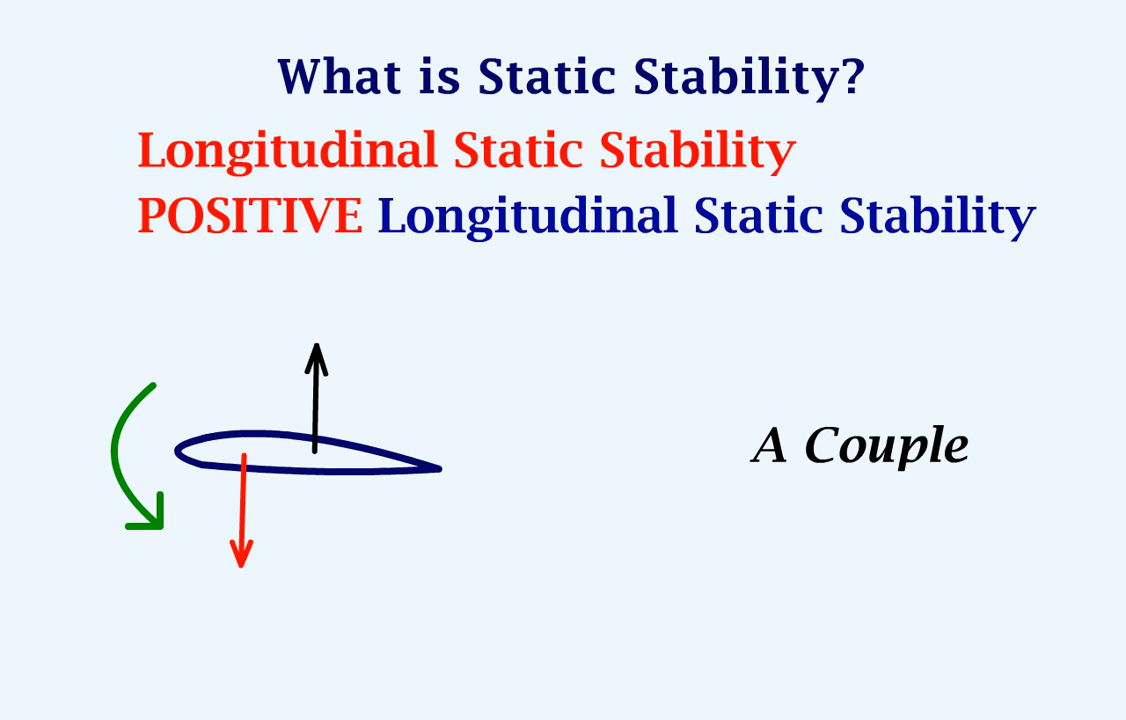 What is Static Stability?
Longitudinal Static Stability
POSITIVE Longitudinal Static Stability
A Couple